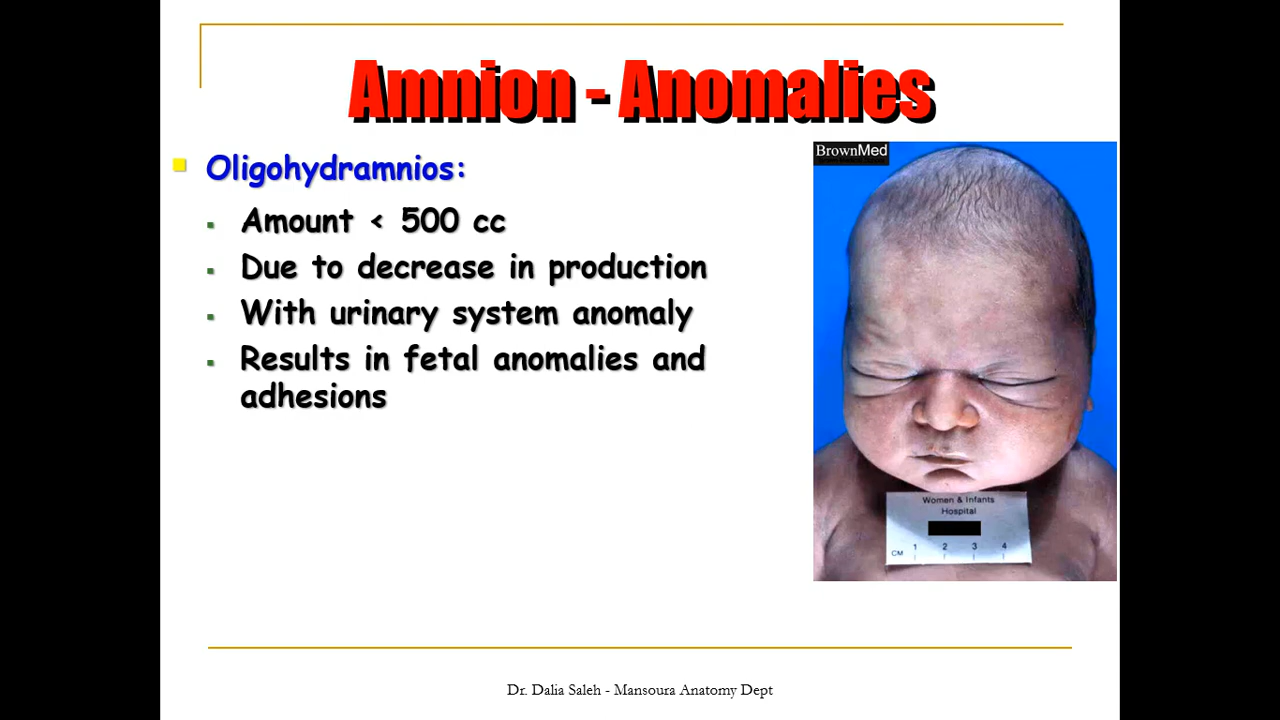 Amnion - Anomalies
BrownMed
Oligohydramnios:
Amount < 500 cc
Due to decrease in production
With urinary system anomaly
Results in fetal anomalies and
adhesions
Women & Infants
Hospital
CM 1 2 3 4
Dr. Dalia Saleh - Mansoura Anatomy Dept